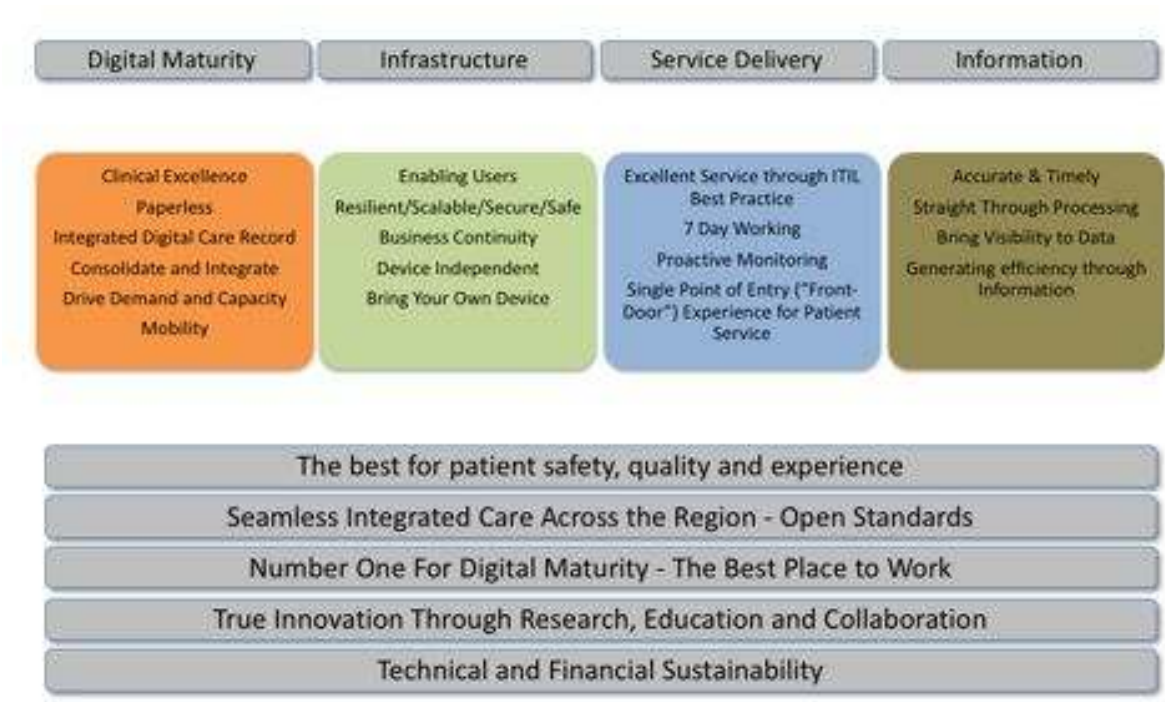 Digital Maturity
Infrastructure
Service Delivery
Information
Clinical Excellence
Paperless
Integrated Digital Care Record
Consolidate and Integrate
Drive Demand and Capacity
Mobility
Enabling Users
Resilient/Scalable/Secure/Safe
Business Continuity
Device Independent
Bring Your Own Device
Excellent Service through ITIL
Best Practice
7 Day Working
Proactive Monitoring
Single Point of Entry ("Front-
Door") Experience for Patient
Service
Accurate & Timely
Straight Through Processing
Bring Visibility to Data
Generating efficiency through
Information
The best for patient safety, quality and experience
Seamless Integrated Care Across the Region - Open Standards
Number One For Digital Maturity - The Best Place to Work
True Innovation Through Research, Education and Collaboration
Technical and Financial Sustainability